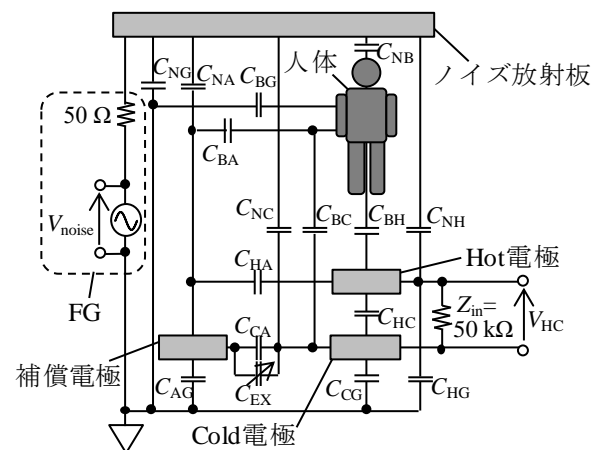 C_NG
C_NA
C_BG
人体
C_NB
ノイズ放射板
50 Ω
C_BA
V_noise
C_NC
C_BC
C_BH
C_NH
FG
C_HA
Hot電極
C_HC
Z_in=
50 kΩ
V_HC
C_CA
補償電極
C_AG
C_EX
C_CG
C_HG
Cold電極